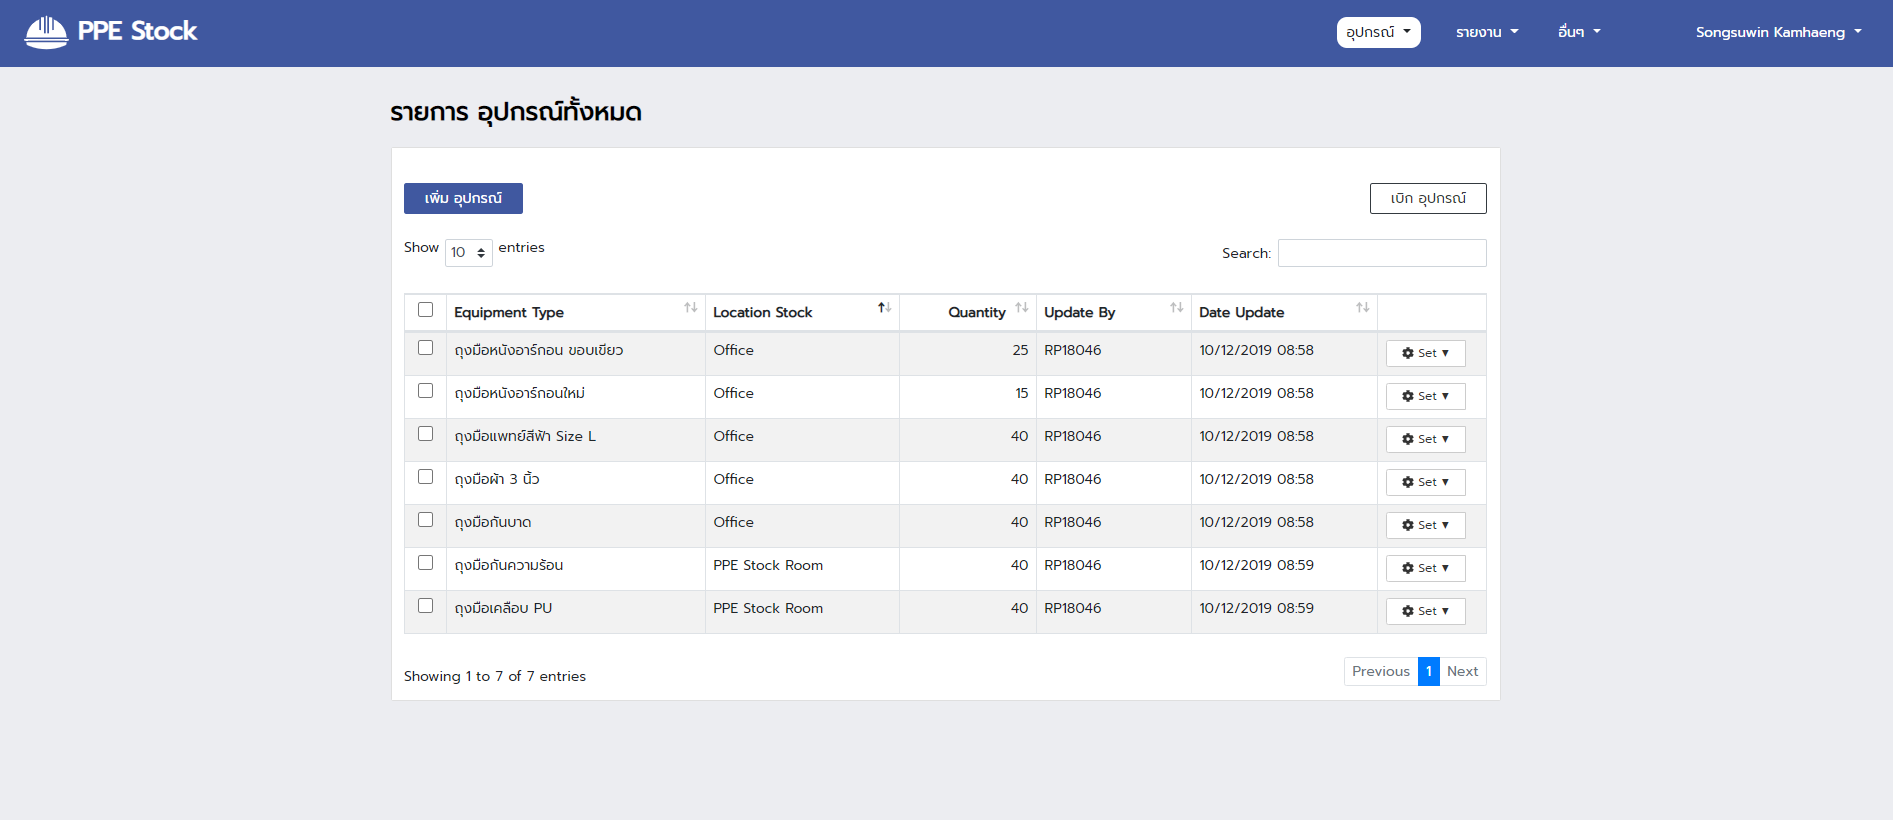 PPE Stock อุปกรณ์ รายงาน อื่นๆ Songsuwin Kamhaeng
รายการ อุปกรณ์ทั้งหมด
เพิ่ม อุปกรณ์ เบิก อุปกรณ์
Show 10 entries Search:
Equipment Type Location Stock Quantity Update By Date Update
ถุงมือหนังอาร์กอน ขอบเขียว Office 25 RP18046 10/12/2019 08:58 Set ▼
ถุงมือหนังอาร์กอนใหม่ Office 15 RP18046 10/12/2019 08:58 Set ▼
ถุงมือแพทย์สีฟ้า Size L Office 40 RP18046 10/12/2019 08:58 Set ▼
ถุงมือผ้า 3 นิ้ว Office 40 RP18046 10/12/2019 08:58 Set ▼
ถุงมือกันบาด Office 40 RP18046 10/12/2019 08:58 Set ▼
ถุงมือกันความร้อน PPE Stock Room 40 RP18046 10/12/2019 08:59 Set ▼
ถุงมือเคลือบ PU PPE Stock Room 40 RP18046 10/12/2019 08:59 Set ▼
Showing 1 to 7 of 7 entries Previous 1 Next